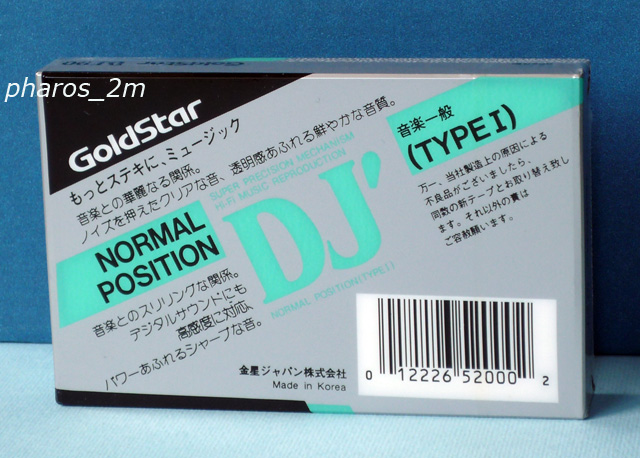 pharos_2m
GoldStar
もっとステキに、ミュージック
音楽との華麗なる関係。
ノイズを押えたクリアな音、透明感あふれる鮮やかな音質。
SUPER PRECISION MECHANISM
HI-FI MUSIC REPRODUCTION
DJ'
NORMAL POSITION (TYPE I)
NORMAL
POSITION
音楽とのスリリングな関係。
デジタルサウンドにも
高感度に対応、
パワーあふれるシャープな音。
音楽一般
(TYPE I)
万一、当社製造上の原因による
不良品がございましたら、
同数の新テープとお取り替え致し
ます。それ以外の責は
ご容赦願います。
金星ジャパン株式会社
Made in Korea
0 12226 52000 2